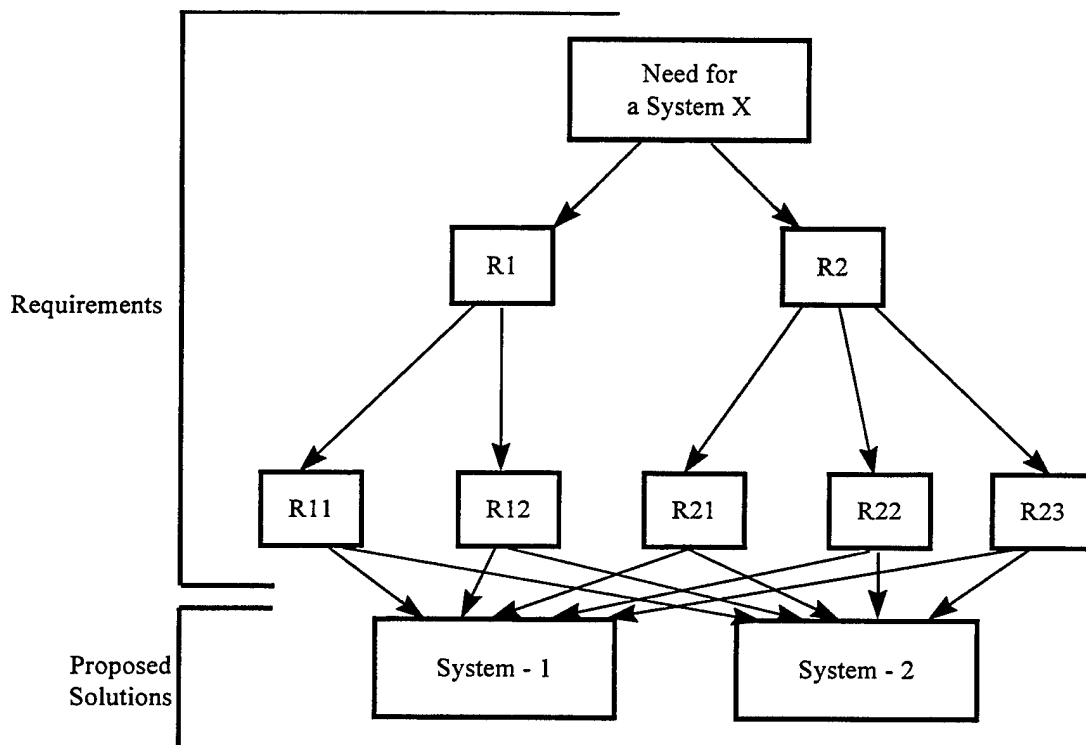 Need for
a System X
R1
R2
Requirements
R11
R12
R21
R22
R23
System - 1
System - 2
Proposed
Solutions